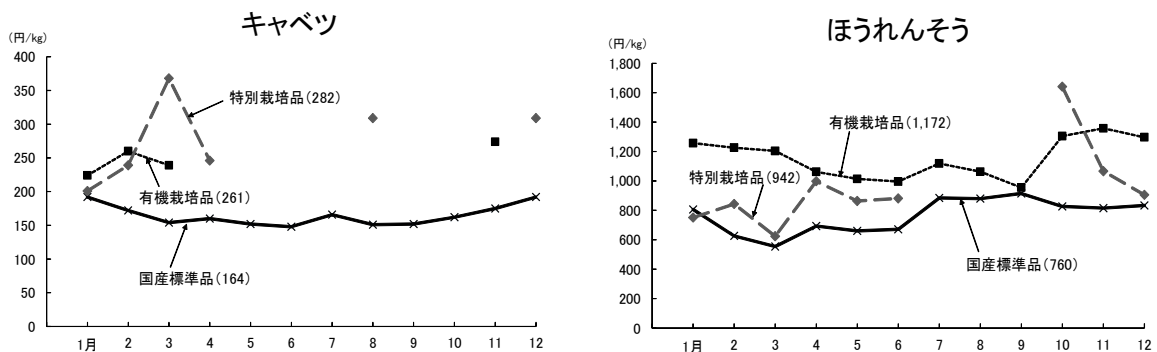 キャベツ
(円/kg)
400
350
300
250
200
150
100
50
0
特別栽培品(282)
有機栽培品(261)
国産標準品(164)
1月 2 3 4 5 6 7 8 9 10 11 12
ほうれんそう
(円/kg)
1,800
1,600
1,400
1,200
1,000
800
600
400
200
0
有機栽培品(1,172)
特別栽培品(942)
国産標準品(760)
1月 2 3 4 5 6 7 8 9 10 11 12